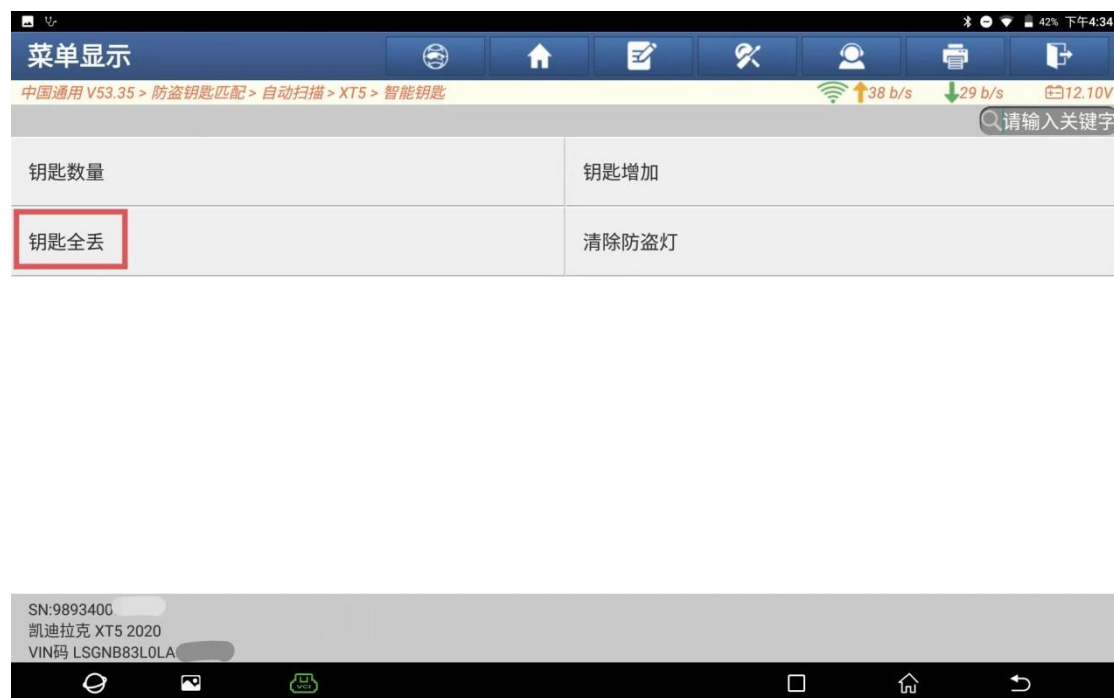 42% 下午4:34
菜单显示
中国通用 V53.35 > 防盗钥匙匹配 > 自动扫描 > XT5 > 智能钥匙
38 b/s 29 b/s 12.10V
请输入关键字
钥匙数量 钥匙增加
钥匙全丢 清除防盗灯
SN:9893400
凯迪拉克 XT5 2020
VIN码 LSGNB83L0LA
VCI